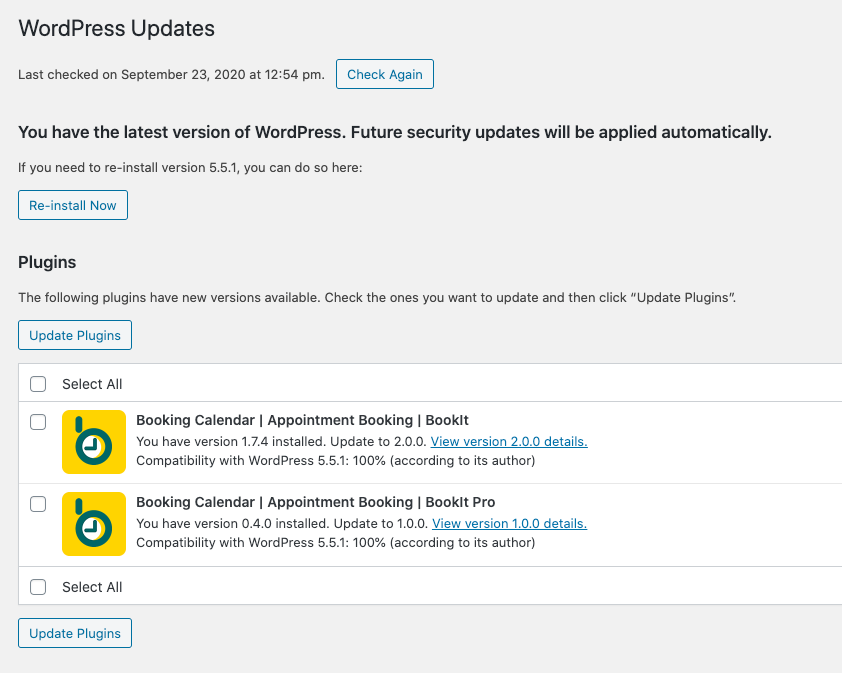 WordPress Updates
Last checked on September 23, 2020 at 12:54 pm. Check Again
You have the latest version of WordPress. Future security updates will be applied automatically.
If you need to re-install version 5.5.1, you can do so here:
Re-install Now
Plugins
The following plugins have new versions available. Check the ones you want to update and then click “Update Plugins”.
Update Plugins
Select All
Booking Calendar | Appointment Booking | BookIt
You have version 1.7.4 installed. Update to 2.0.0. View version 2.0.0 details.
Compatibility with WordPress 5.5.1: 100% (according to its author)
Booking Calendar | Appointment Booking | BookIt Pro
You have version 0.4.0 installed. Update to 1.0.0. View version 1.0.0 details.
Compatibility with WordPress 5.5.1: 100% (according to its author)
Select All
Update Plugins